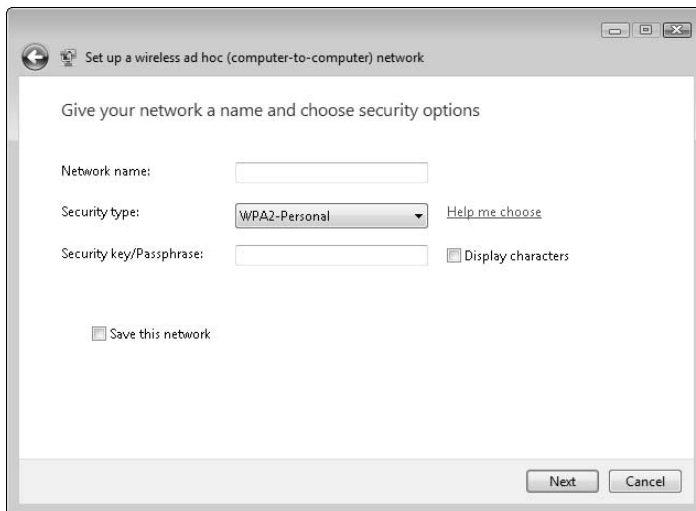 Set up a wireless ad hoc (computer-to-computer) network
Give your network a name and choose security options
Network name:
Security type: WPA2-Personal Help me choose
Security key/Passphrase: Display characters
Save this network
Next Cancel